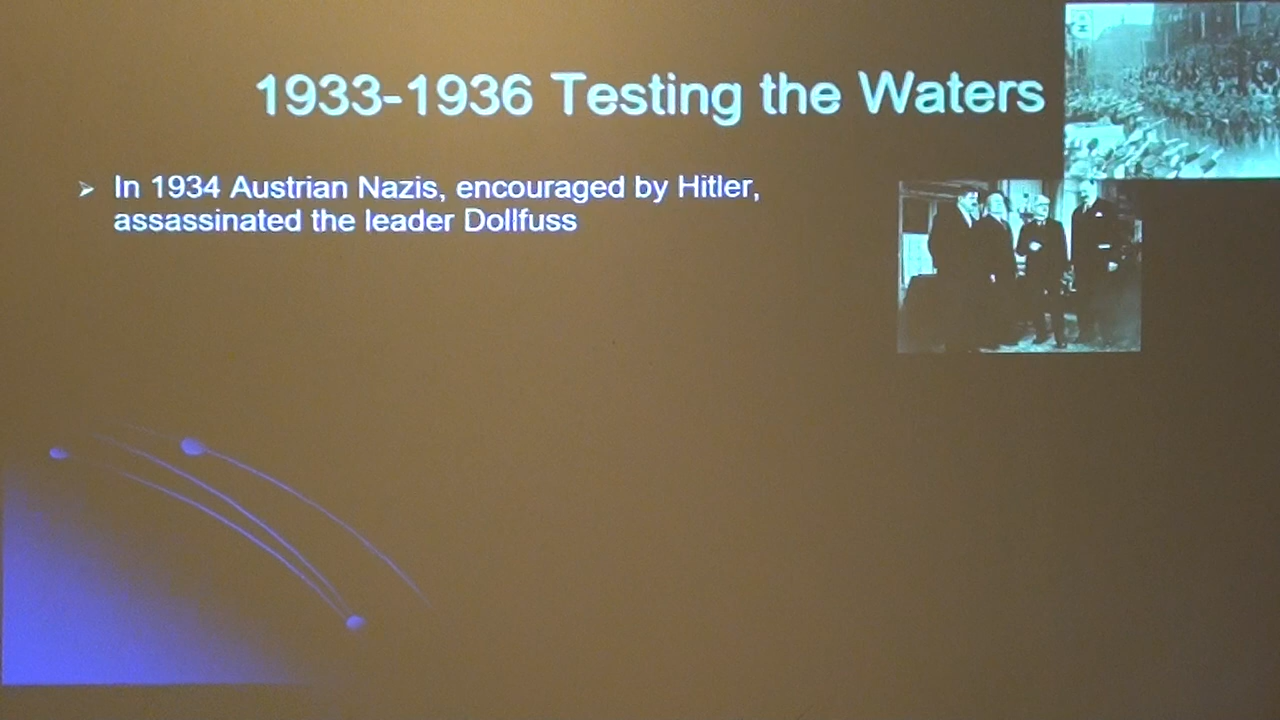 1933-1936 Testing the Waters
➢ In 1934 Austrian Nazis, encouraged by Hitler,
assassinated the leader Dollfuss